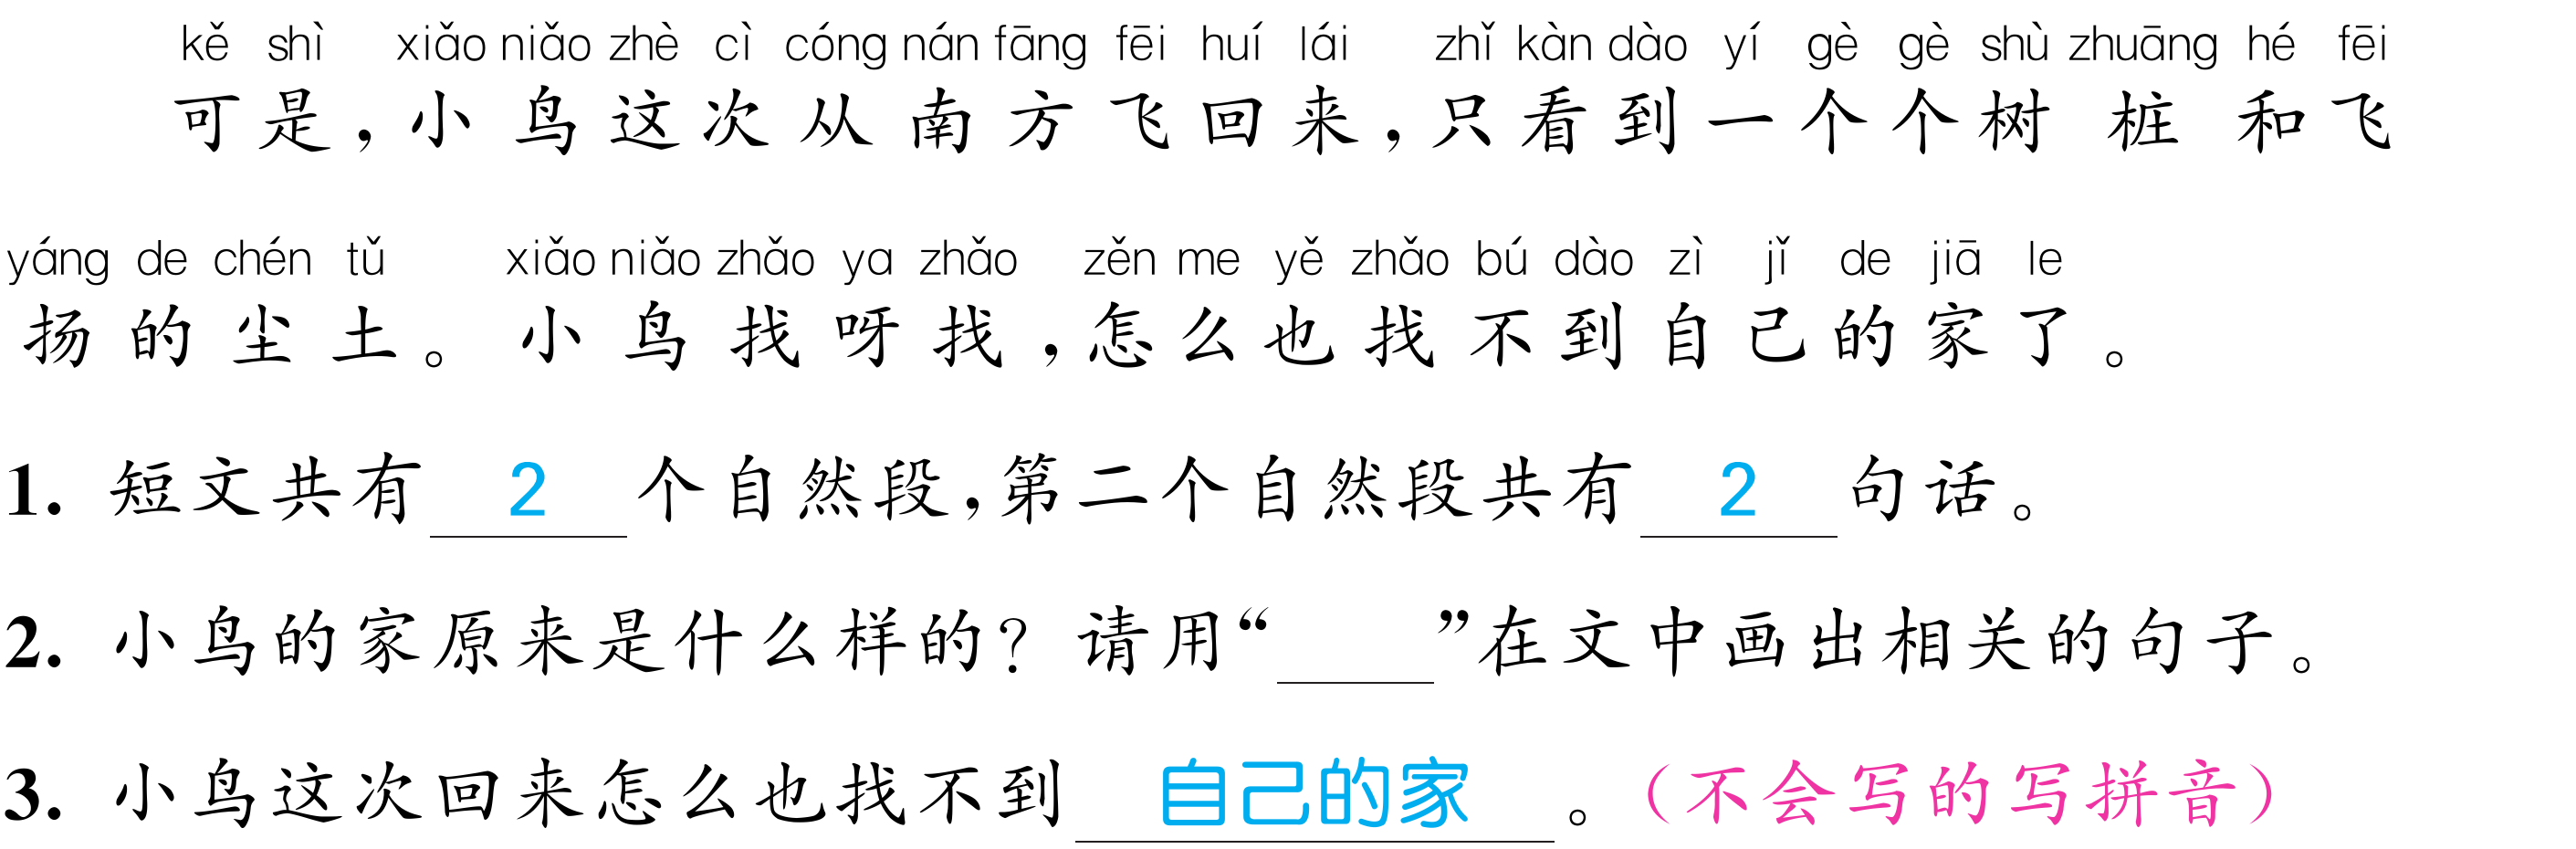 kě shì xiǎo niǎo zhè cì cóng nán fāng fēi huí lái zhǐ kàn dào yí gè gè shù zhuāng hé fēi
可是，小鸟这次从南方飞回来，只看到一个个树桩和飞
yáng de chén tǔ xiǎo niǎo zhǎo ya zhǎo zěn me yě zhǎo bú dào zì jǐ de jiā le
扬的尘土。小鸟找呀找，怎么也找不到自己的家了。
1. 短文共有 2 个自然段，第二个自然段共有 2 句话。
2. 小鸟的家原来是什么样的？请用“____”在文中画出相关的句子。
3. 小鸟这次回来怎么也找不到 自己的家 。（不会写的写拼音）